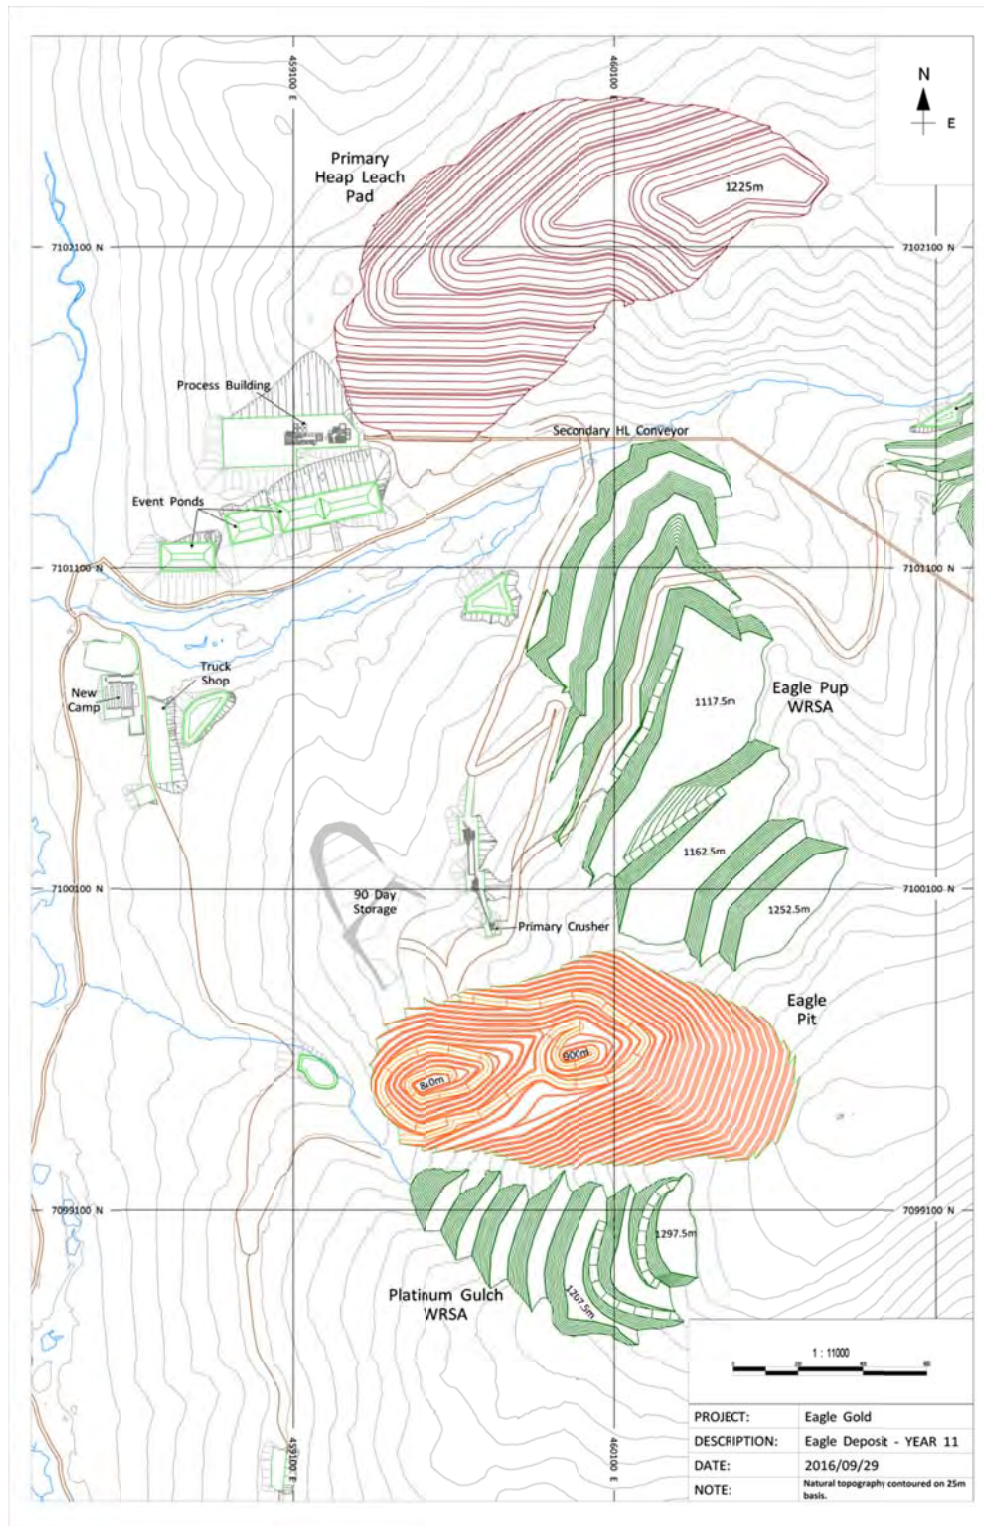 459100 E
460100 E
N
E
Primary
Heap Leach
Pad
1225m
7102100 N
7102100 N
Process Building
Secondary HL Conveyor
Event Ponds
7101100 N
7101100 N
Truck
Shop
New
Camp
Eagle Pup
WRSA
1117.5m
1162.5m
7100100 N
7100100 N
90 Day
Storage
1252.5m
Primary Crusher
Eagle
Pit
900m
7099100 N
7099100 N
1297.5m
Platinum Gulch
WRSA
1 : 11000
459100 E
460100 E
PROJECT: Eagle Gold
DESCRIPTION: Eagle Deposit - YEAR 11
DATE: 2016/09/29
NOTE: Natural topography contoured on 25m
basis.